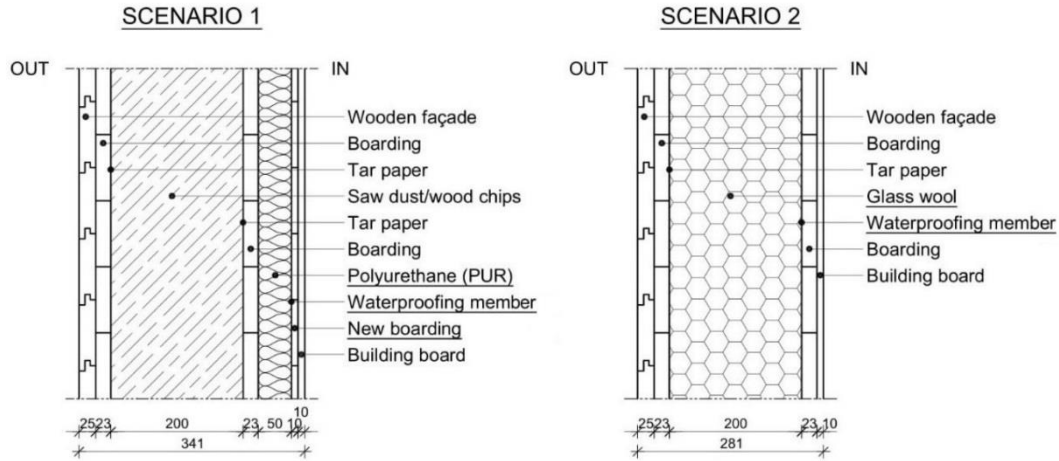 SCENARIO 1
OUT
IN
Wooden façade
Boarding
Tar paper
Saw dust/wood chips
Tar paper
Boarding
Polyurethane (PUR)
Waterproofing member
New boarding
Building board
10
25 23 200 23 50 10
341
SCENARIO 2
OUT
IN
Wooden façade
Boarding
Tar paper
Glass wool
Waterproofing member
Boarding
Building board
25 23 200 23 10
281